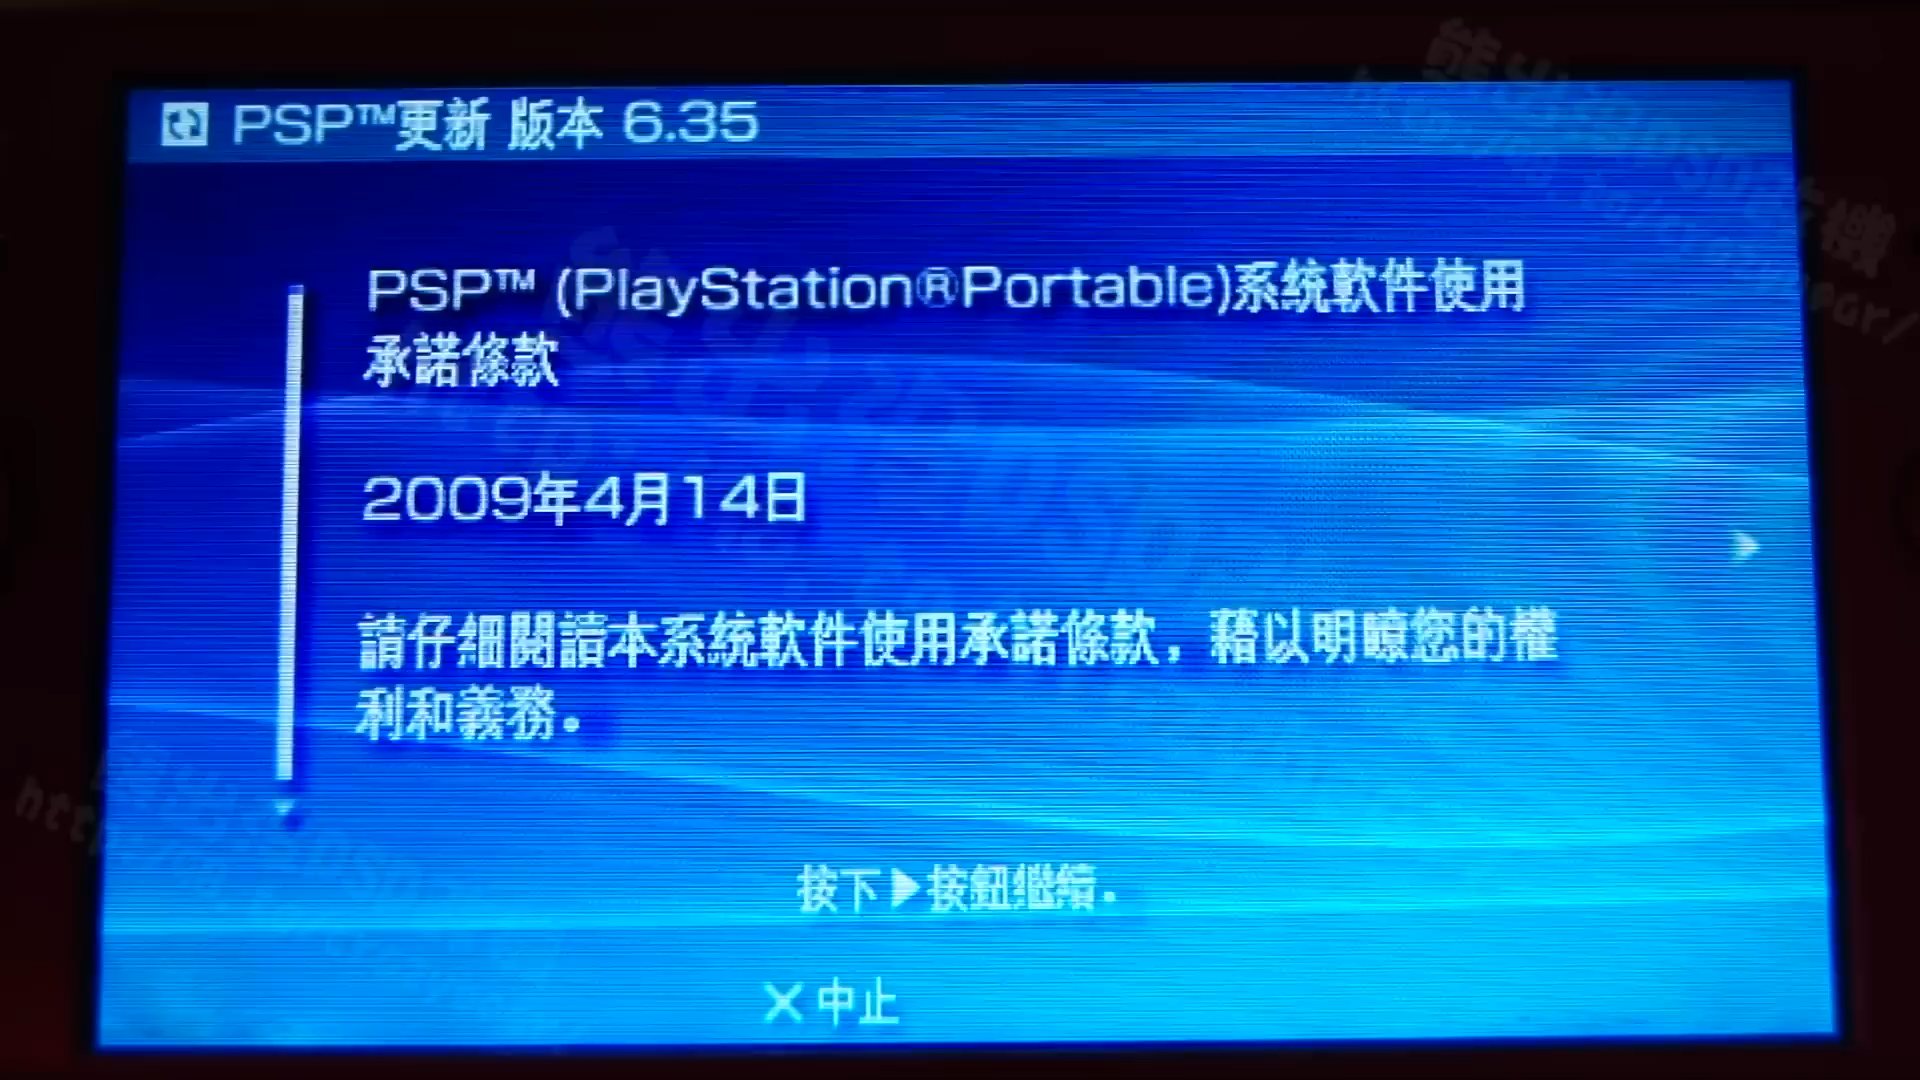 PSP™更新 版本 6.35
PSP™ (PlayStation®Portable)系統軟件使用
承諾條款
2009年4月14日
請仔細閱讀本系統軟件使用承諾條款，藉以明瞭您的權
利和義務。
按下▶按鈕繼續.
X中止